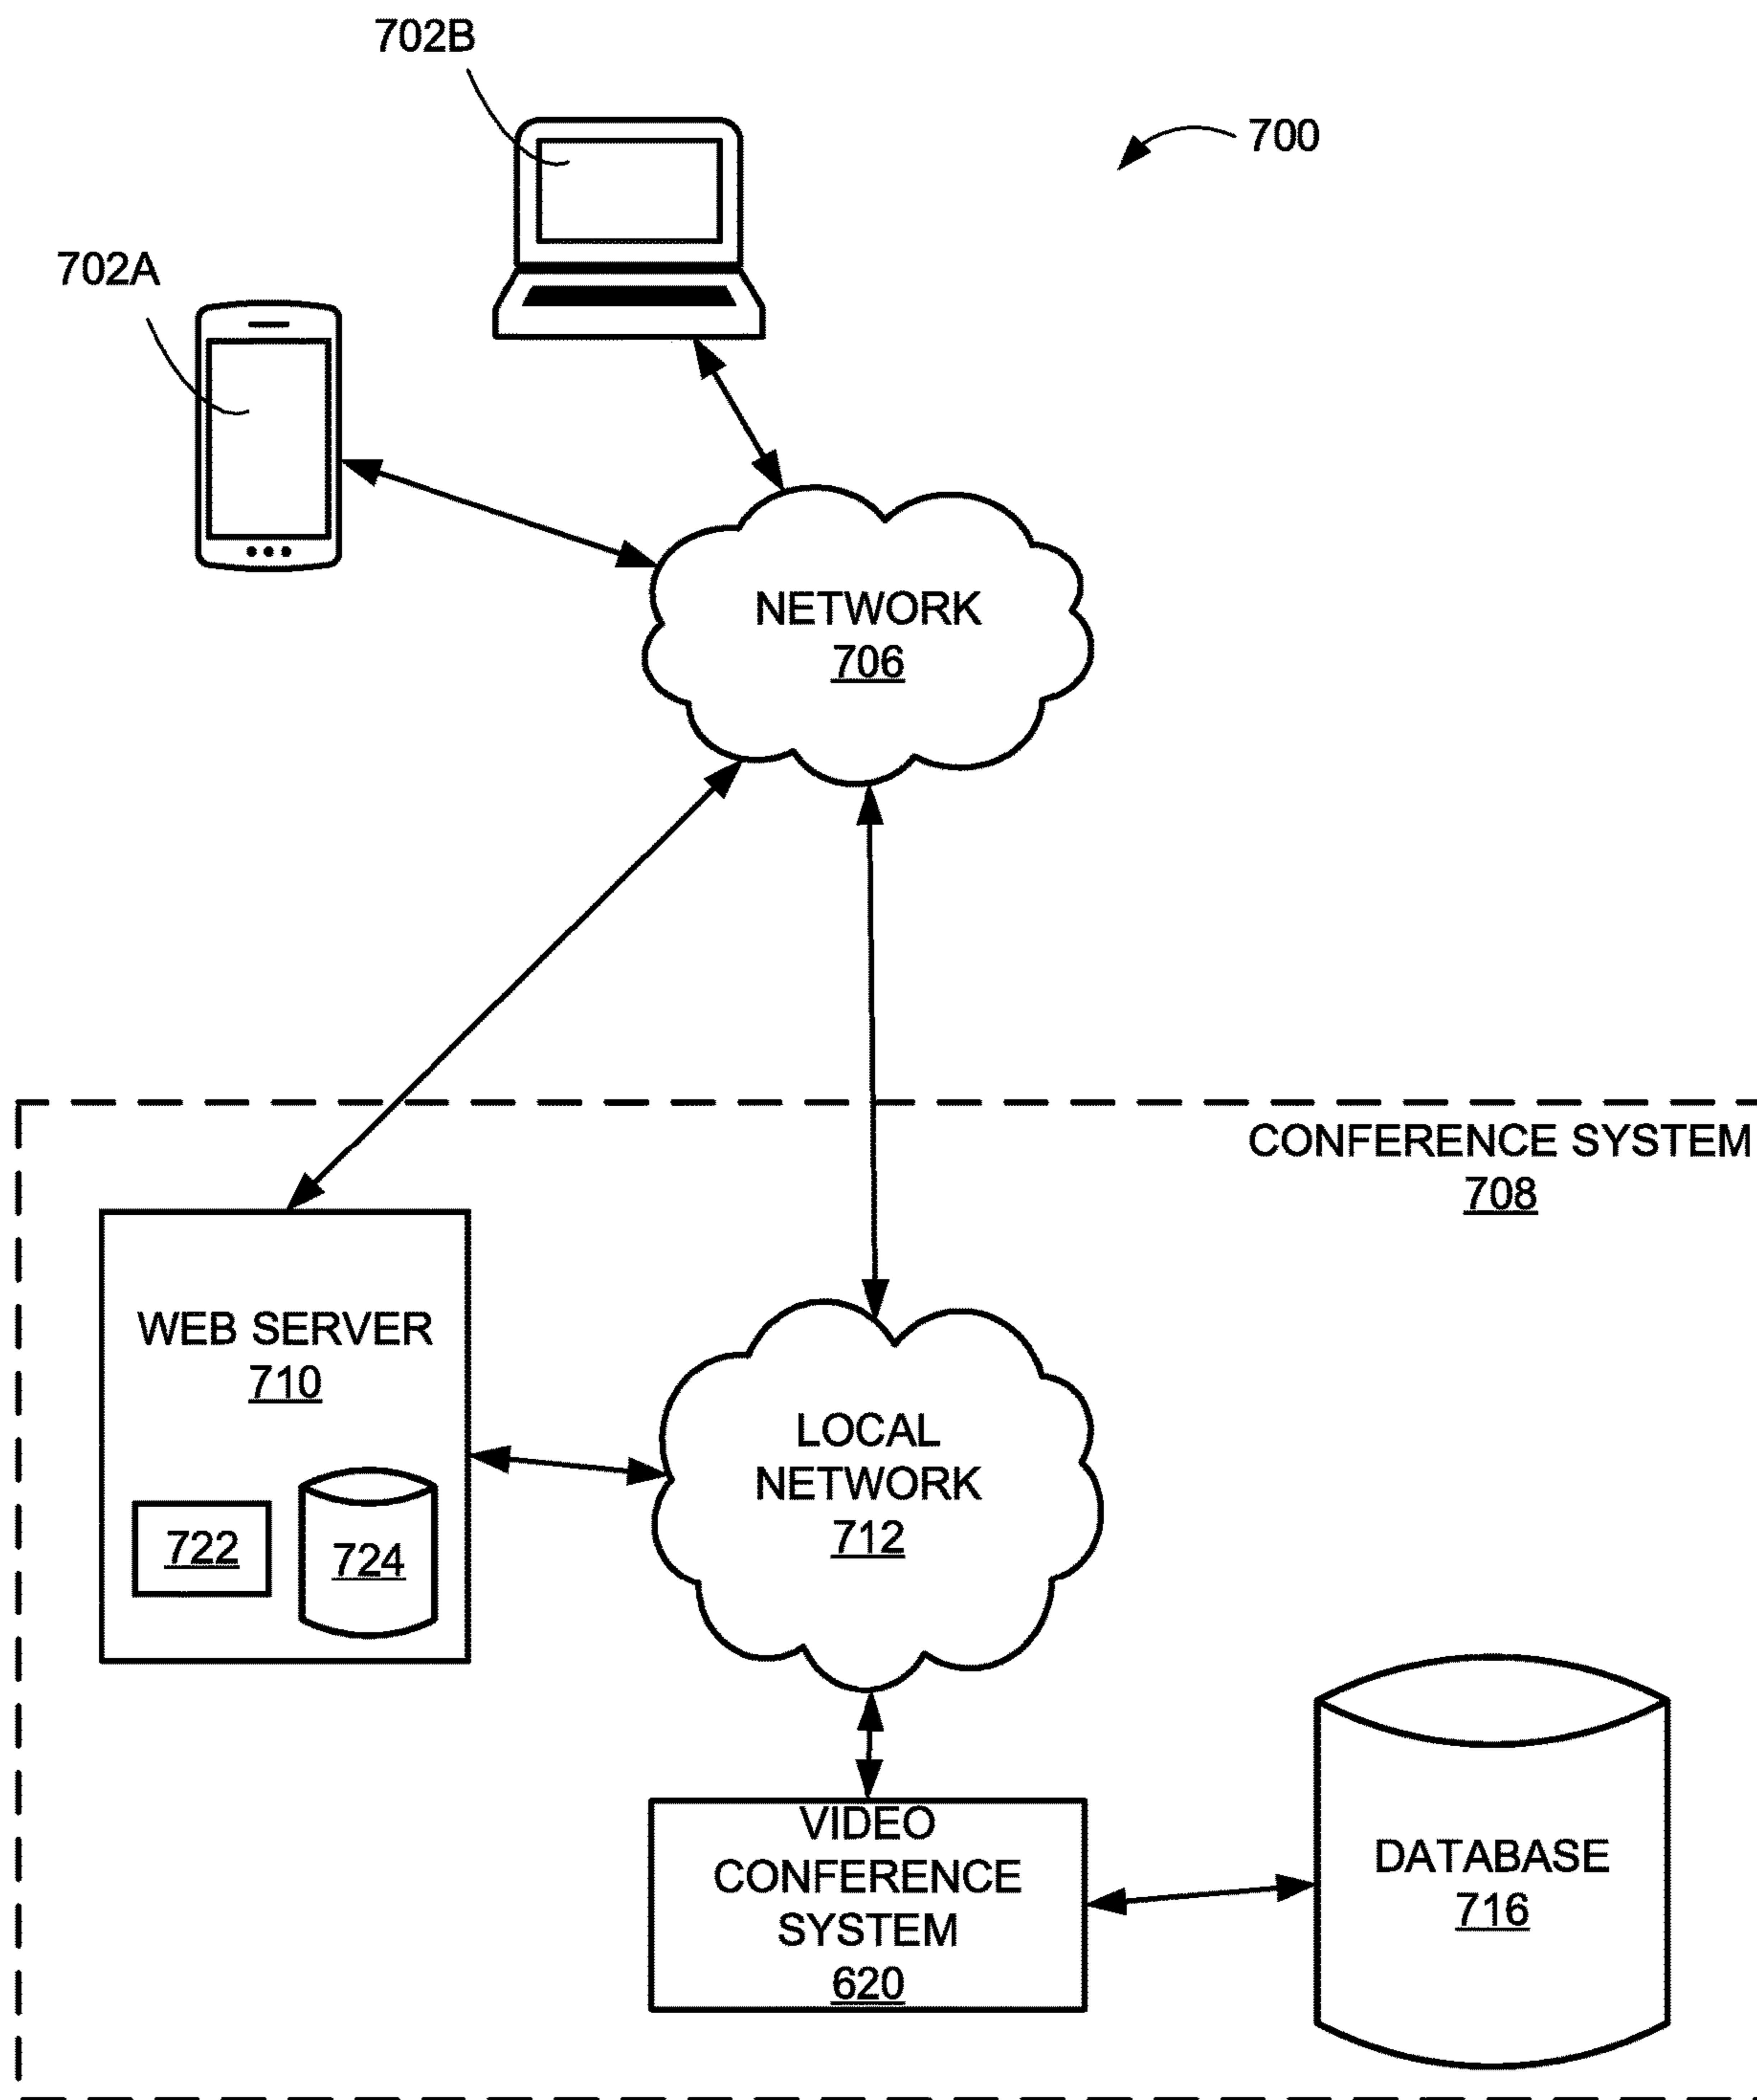 702B
700
702A
NETWORK
706
CONFERENCE SYSTEM
708
WEB SERVER
710
722
724
LOCAL
NETWORK
712
VIDEO
CONFERENCE
SYSTEM
620
DATABASE
716